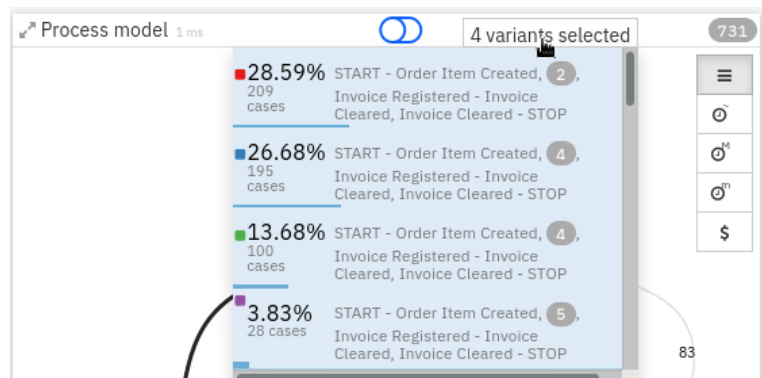 Process model 1 ms 4 variants selected 731
28.59% START - Order Item Created, 2,
209 Invoice Registered - Invoice
cases Cleared, Invoice Cleared - STOP
26.68% START - Order Item Created, 4,
195 Invoice Registered - Invoice
cases Cleared, Invoice Cleared - STOP
13.68% START - Order Item Created, 4,
100 Invoice Registered - Invoice
cases Cleared, Invoice Cleared - STOP
3.83% START - Order Item Created, 5,
28 cases Invoice Registered - Invoice
Cleared, Invoice Cleared - STOP
~
M
m
$
83